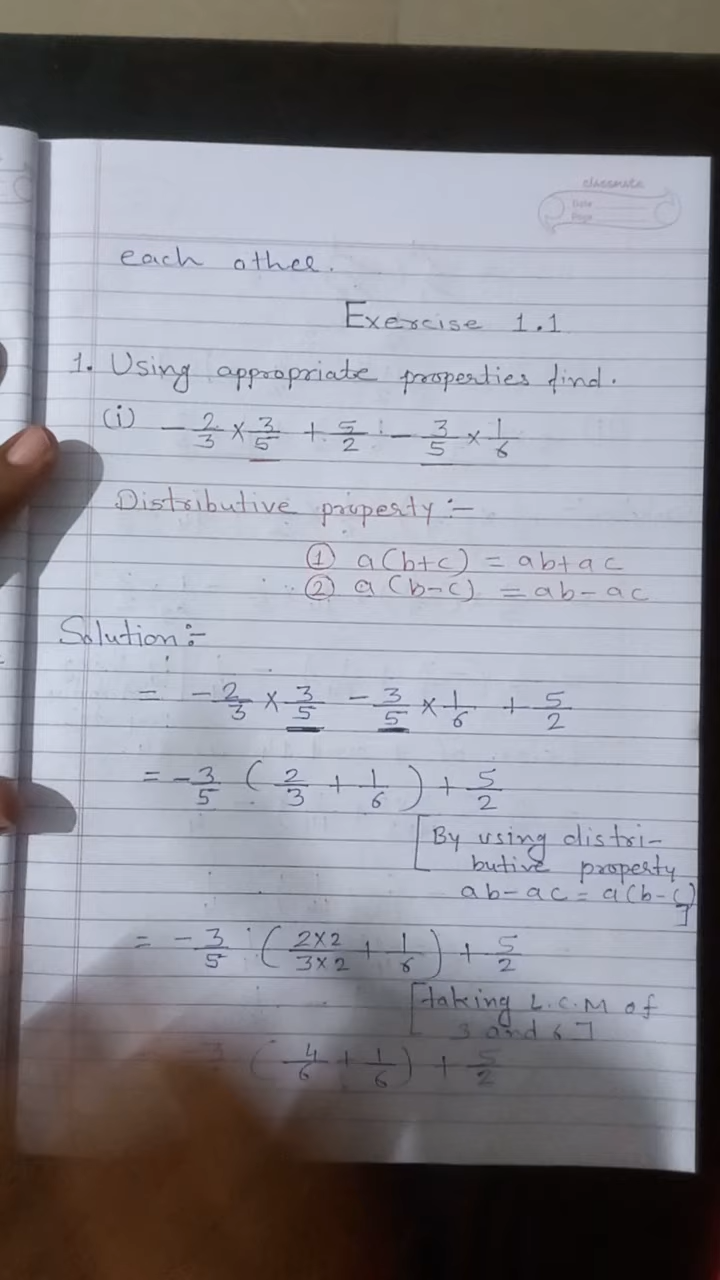 classmate
Date
Page
each other.
Exercise 1.1
1. Using appropriate properties find.
(i) -2/3 × 3/5 + 5/2 - 3/5 × 1/6
Distributive property :-
① a(b+c) = ab+ac
② a(b-c) = ab-ac
Solution :-
= -2/3 × 3/5 - 3/5 × 1/6 + 5/2
= -3/5 (2/3 + 1/6) + 5/2
[By using distri-
butive property
ab-ac = a(b-c)
]
= -3/5 (2×2/3×2 + 1/6) + 5/2
[taking L.C.M of
3 and 6]
(4/6 + 1/6) + 5/2